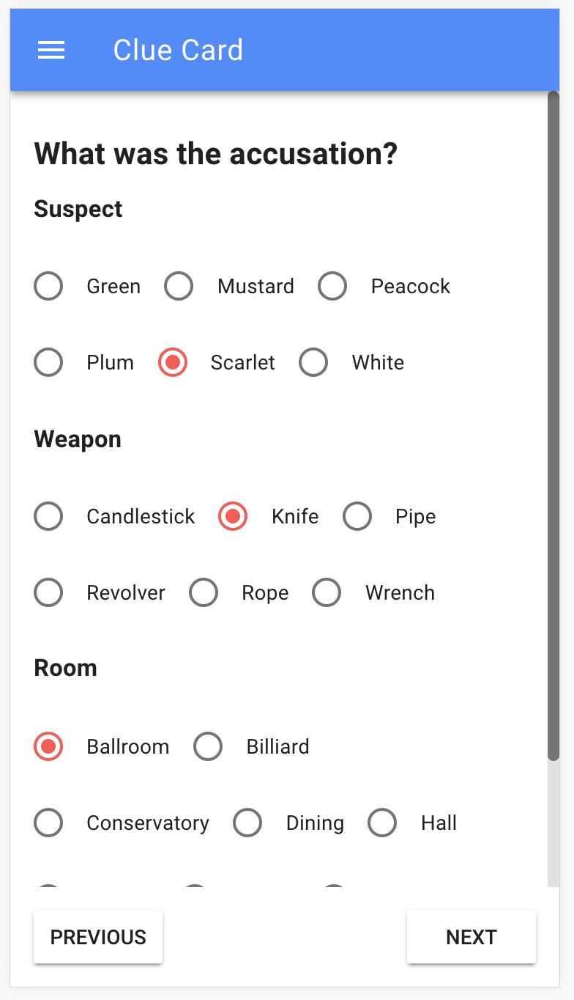 Clue Card
What was the accusation?
Suspect
Green Mustard Peacock
Plum Scarlet White
Weapon
Candlestick Knife Pipe
Revolver Rope Wrench
Room
Ballroom Billiard
Conservatory Dining Hall
PREVIOUS NEXT